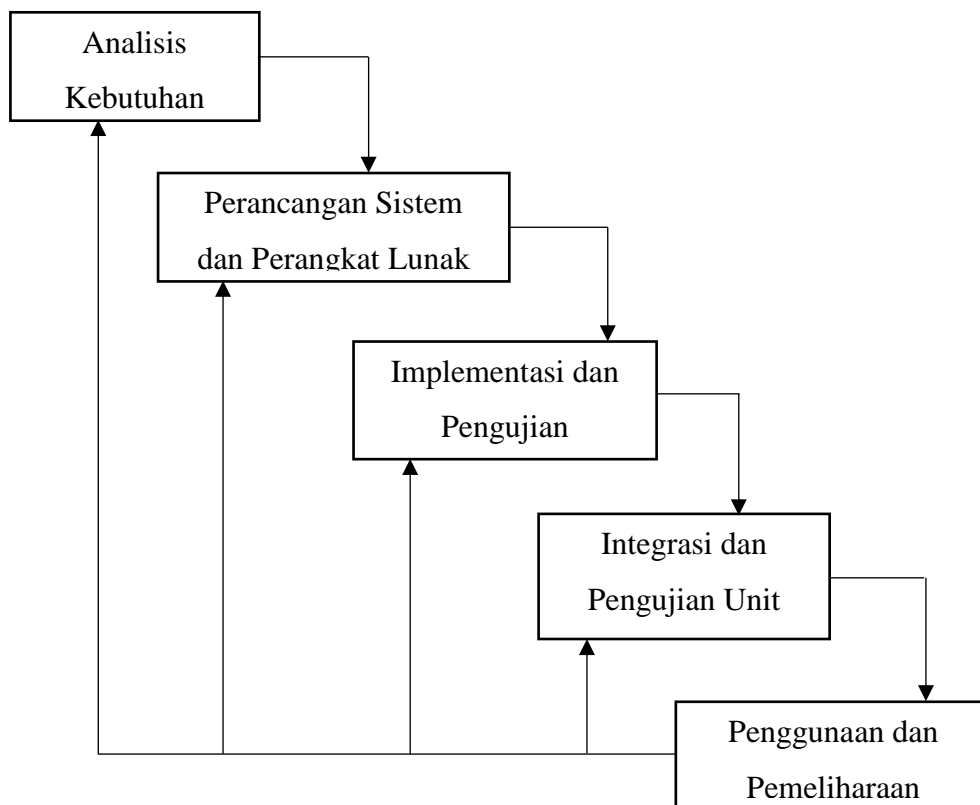 Analisis
Kebutuhan
Perancangan Sistem
dan Perangkat Lunak
Implementasi dan
Pengujian
Integrasi dan
Pengujian Unit
Penggunaan dan
Pemeliharaan